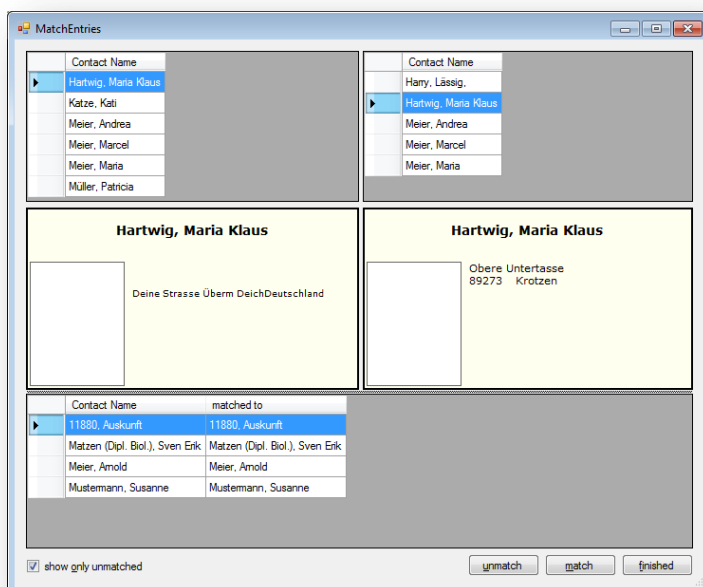 MatchEntries
Contact Name
Hartwig, Maria Klaus
Katze, Kati
Meier, Andrea
Meier, Marcel
Meier, Maria
Müller, Patricia
Contact Name
Harry, Lässig,
Hartwig, Maria Klaus
Meier, Andrea
Meier, Marcel
Meier, Maria
Hartwig, Maria Klaus
Deine Strasse Überm DeichDeutschland
Hartwig, Maria Klaus
Obere Untertasse
89273 Krotzen
Contact Name matched to
11880, Auskunft 11880, Auskunft
Matzen (Dipl. Biol.), Sven Erik Matzen (Dipl. Biol.), Sven Erik
Meier, Arnold Meier, Arnold
Mustermann, Susanne Mustermann, Susanne
show only unmatched unmatch match finished